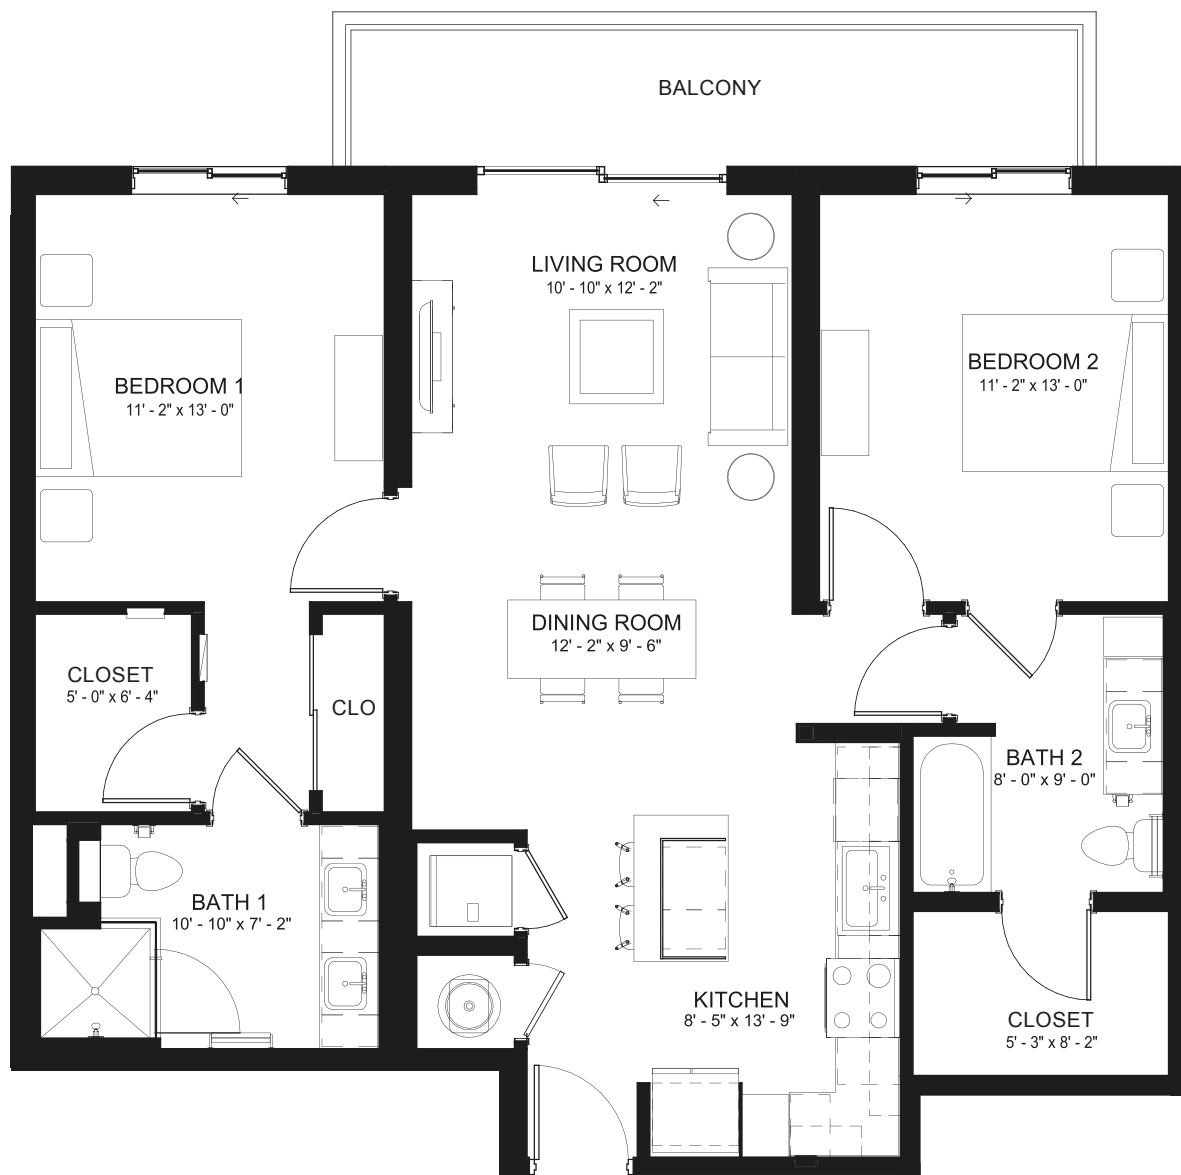 BALCONY
LIVING ROOM
10' - 10" x 12' - 2"
BEDROOM 1
11' - 2" x 13' - 0"
BEDROOM 2
11' - 2" x 13' - 0"
DINING ROOM
12' - 2" x 9' - 6"
CLOSET
5' - 0" x 6' - 4"
CLO
BATH 2
8' - 0" x 9' - 0"
BATH 1
10' - 10" x 7' - 2"
KITCHEN
8' - 5" x 13' - 9"
CLOSET
5' - 3" x 8' - 2"